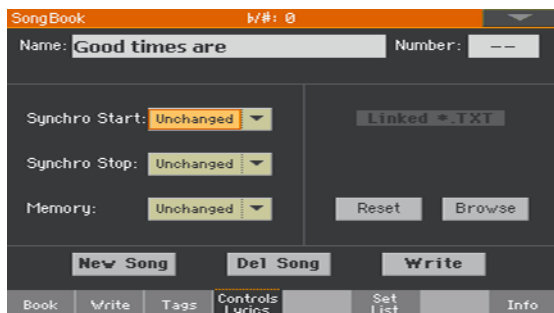 SongBook ♭/#: 0
Name: Good times are Number: --
Synchro Start: Unchanged Linked *.TXT
Synchro Stop: Unchanged
Memory: Unchanged Reset Browse
New Song Del Song Write
Book Write Tags Controls Lyrics Set List Info